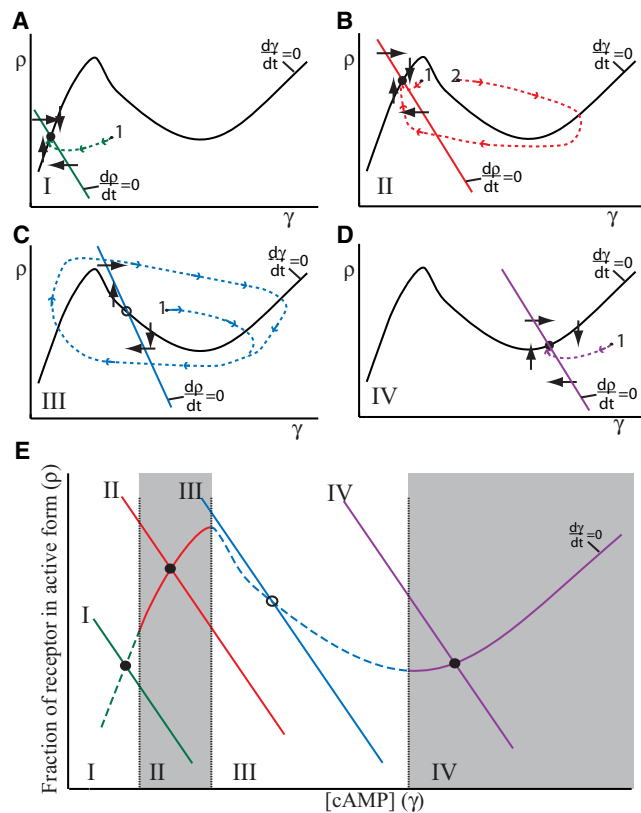 A
ρ
dγ/dt=0
1
I
dρ/dt=0
γ
B
ρ
dγ/dt=0
1 2
II
dρ/dt=0
γ
C
ρ
dγ/dt=0
1
III
dρ/dt=0
γ
D
ρ
dγ/dt=0
1
IV
dρ/dt=0
γ
E
Fraction of receptor in active form (ρ)
II III IV
I
dγ/dt=0
I II III IV
[cAMP] (γ)